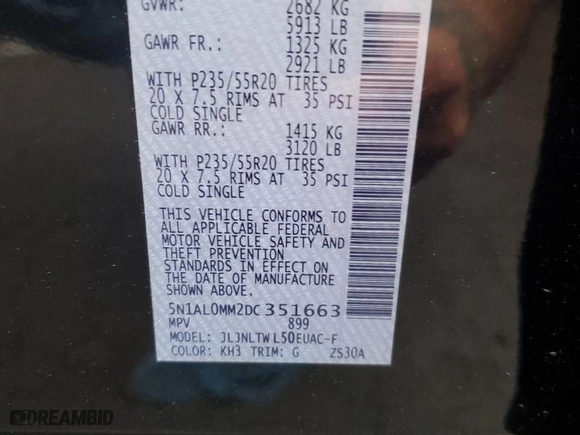 GVWR: 2682 KG
5913 LB
GAWR FR.: 1325 KG
2921 LB
WITH P235/55R20 TIRES
20 X 7.5 RIMS AT 35 PSI
COLD SINGLE
GAWR RR.: 1415 KG
3120 LB
WITH P235/55R20 TIRES
20 X 7.5 RIMS AT 35 PSI
COLD SINGLE
THIS VEHICLE CONFORMS TO
ALL APPLICABLE FEDERAL
MOTOR VEHICLE SAFETY AND
THEFT PREVENTION
STANDARDS IN EFFECT ON
THE DATE OF MANUFACTURE
SHOWN ABOVE.
5N1AL0MM2DC351663
MPV 899
MODEL: JLJNLTWL50EUAC-F
COLOR: KH3 TRIM: G ZS30A
DREAMBID